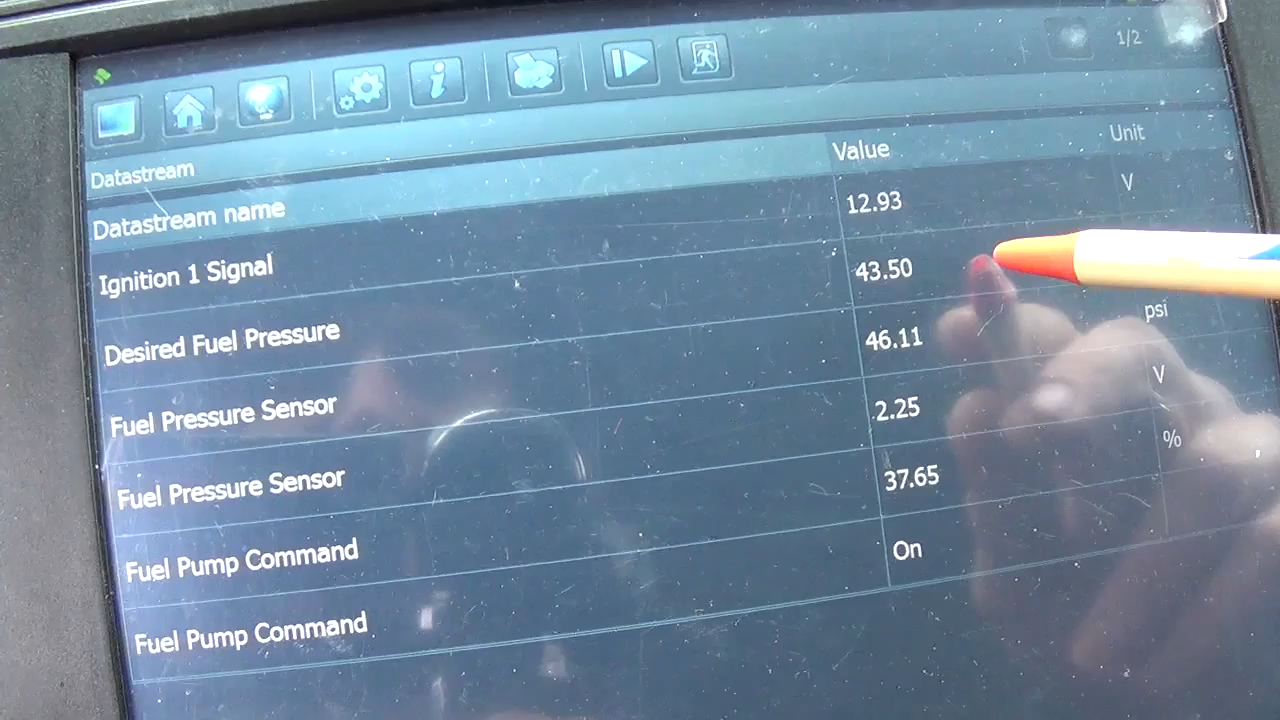 1/2
Datastream
Datastream name Value Unit
Ignition 1 Signal 12.93 V
Desired Fuel Pressure 43.50
Fuel Pressure Sensor 46.11 psi
Fuel Pressure Sensor 2.25 V
Fuel Pump Command 37.65 %
Fuel Pump Command On